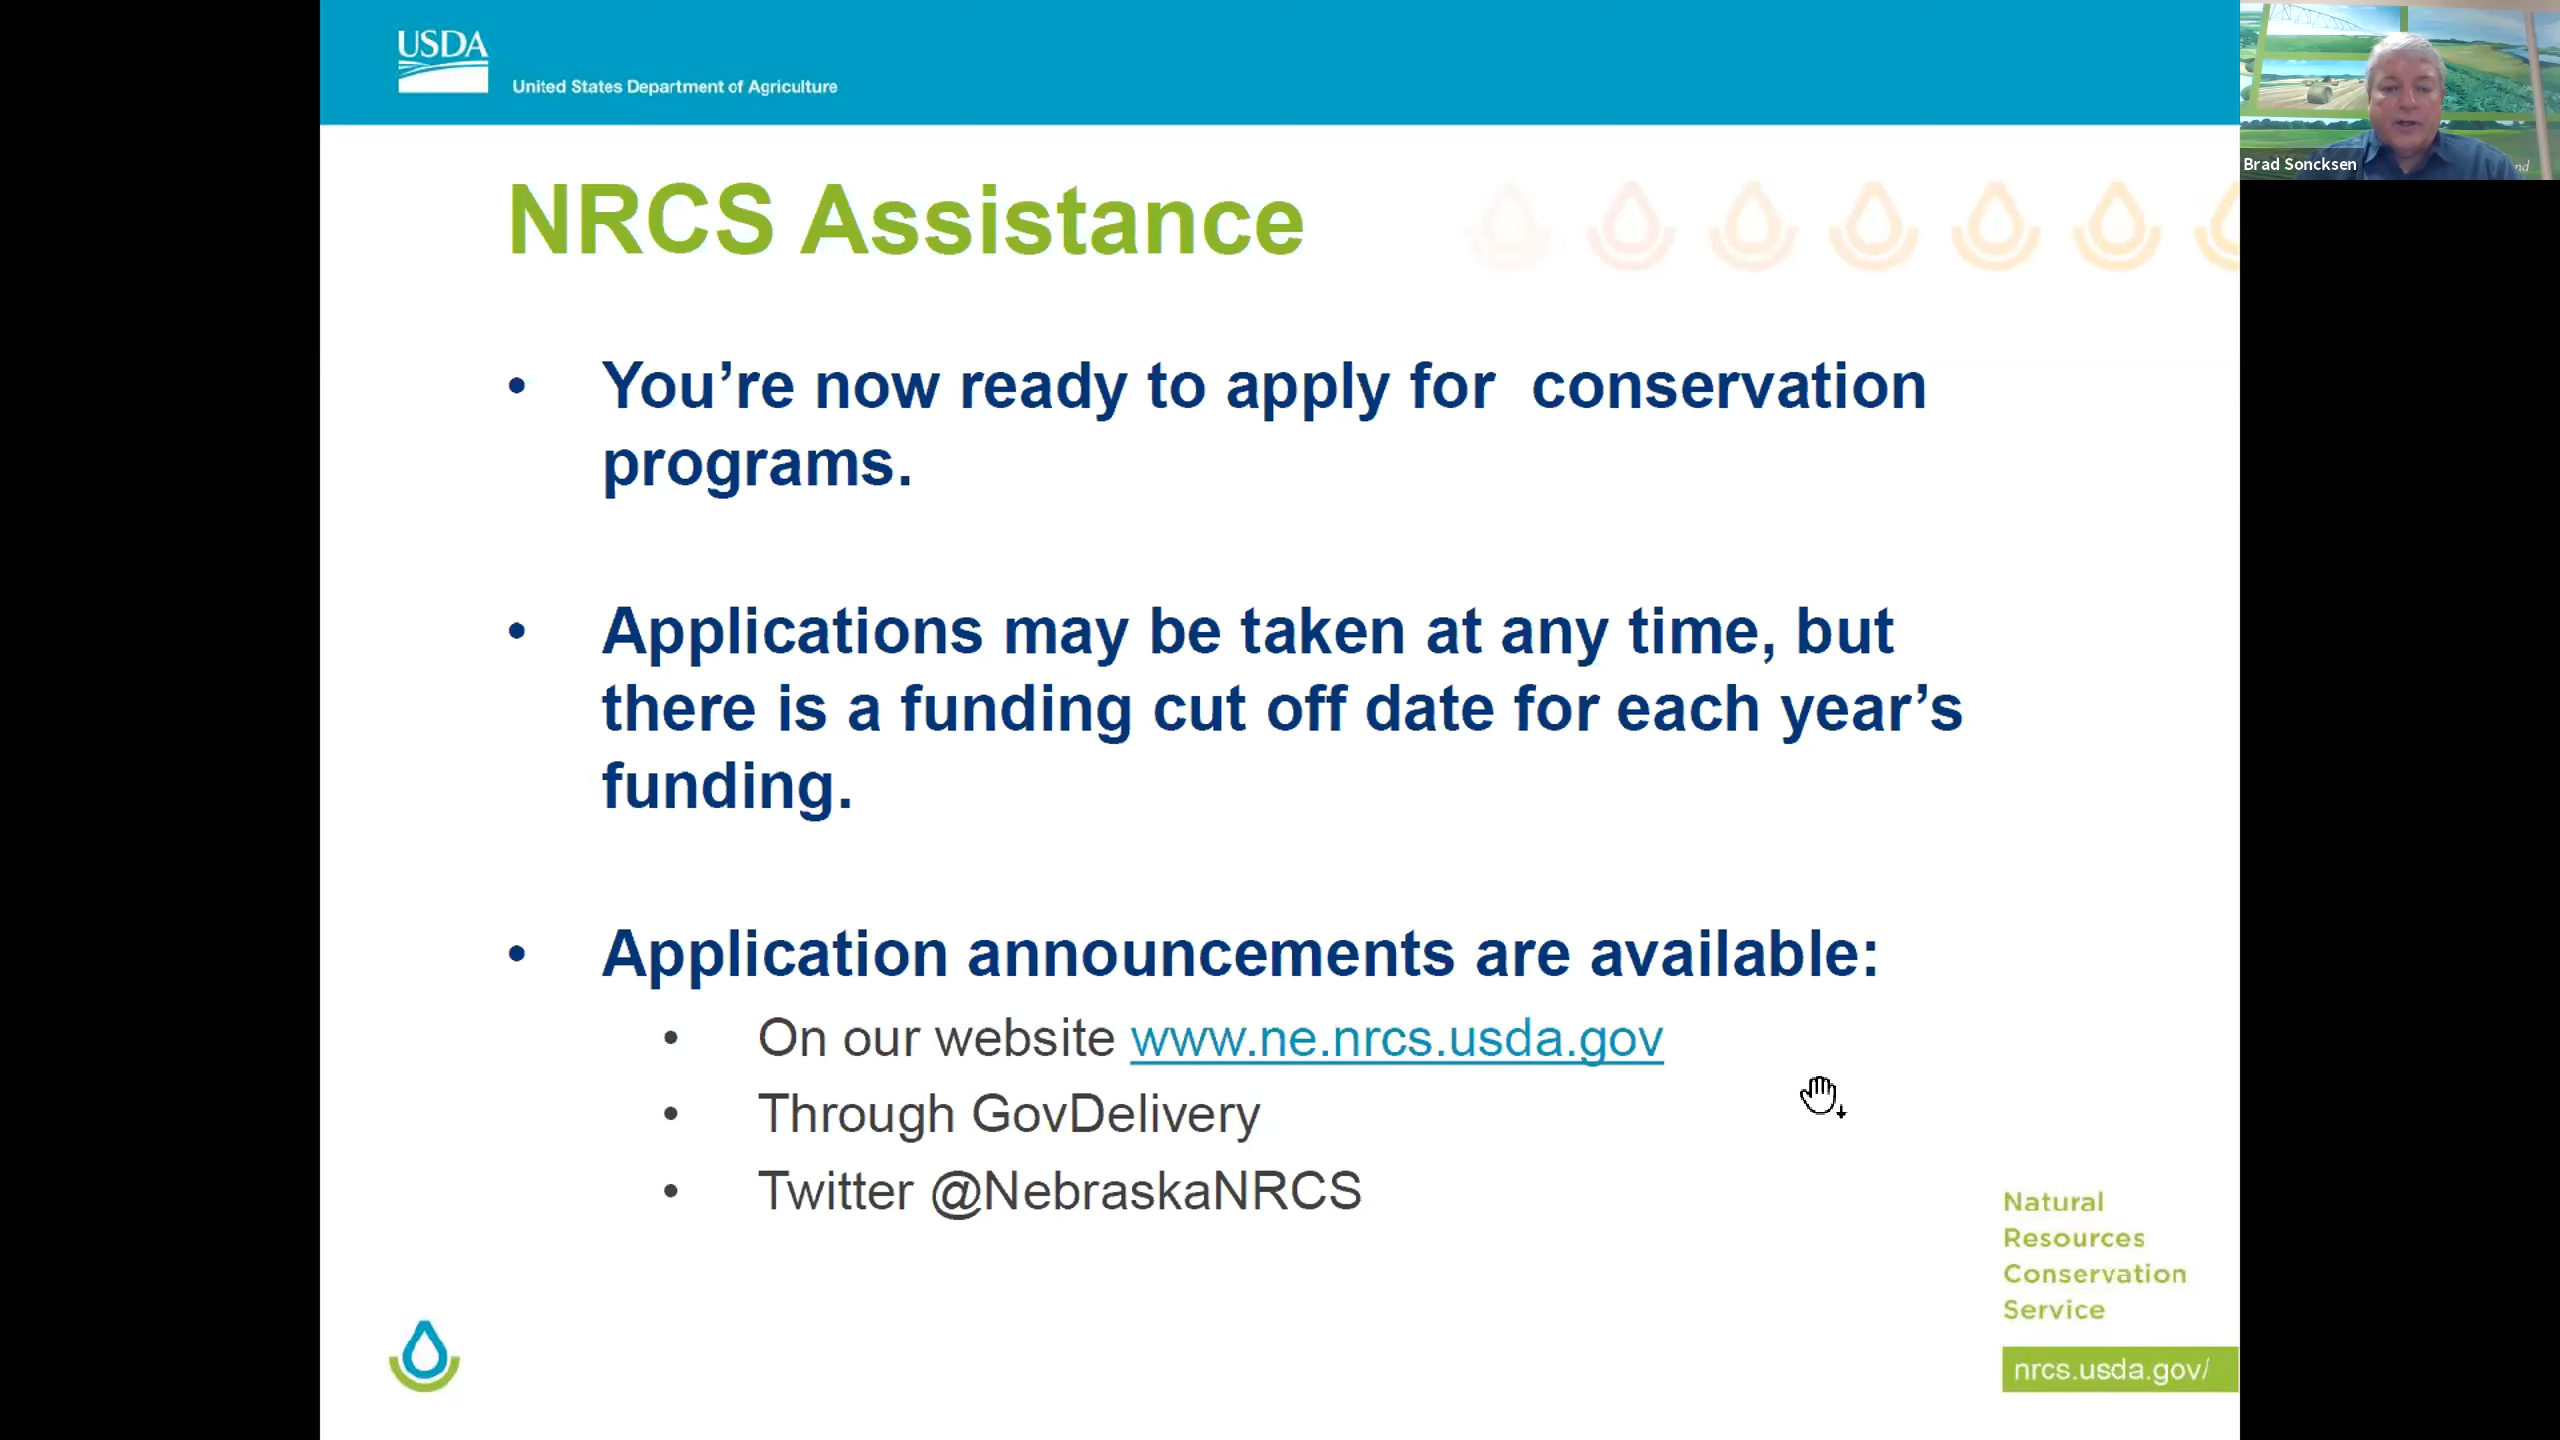 USDA
United States Department of Agriculture
Brad Soncksen
nd
NRCS Assistance
• You’re now ready to apply for conservation
programs.
• Applications may be taken at any time, but
there is a funding cut off date for each year’s
funding.
• Application announcements are available:
• On our website www.ne.nrcs.usda.gov
• Through GovDelivery
• Twitter @NebraskaNRCS
Natural
Resources
Conservation
Service
nrcs.usda.gov/